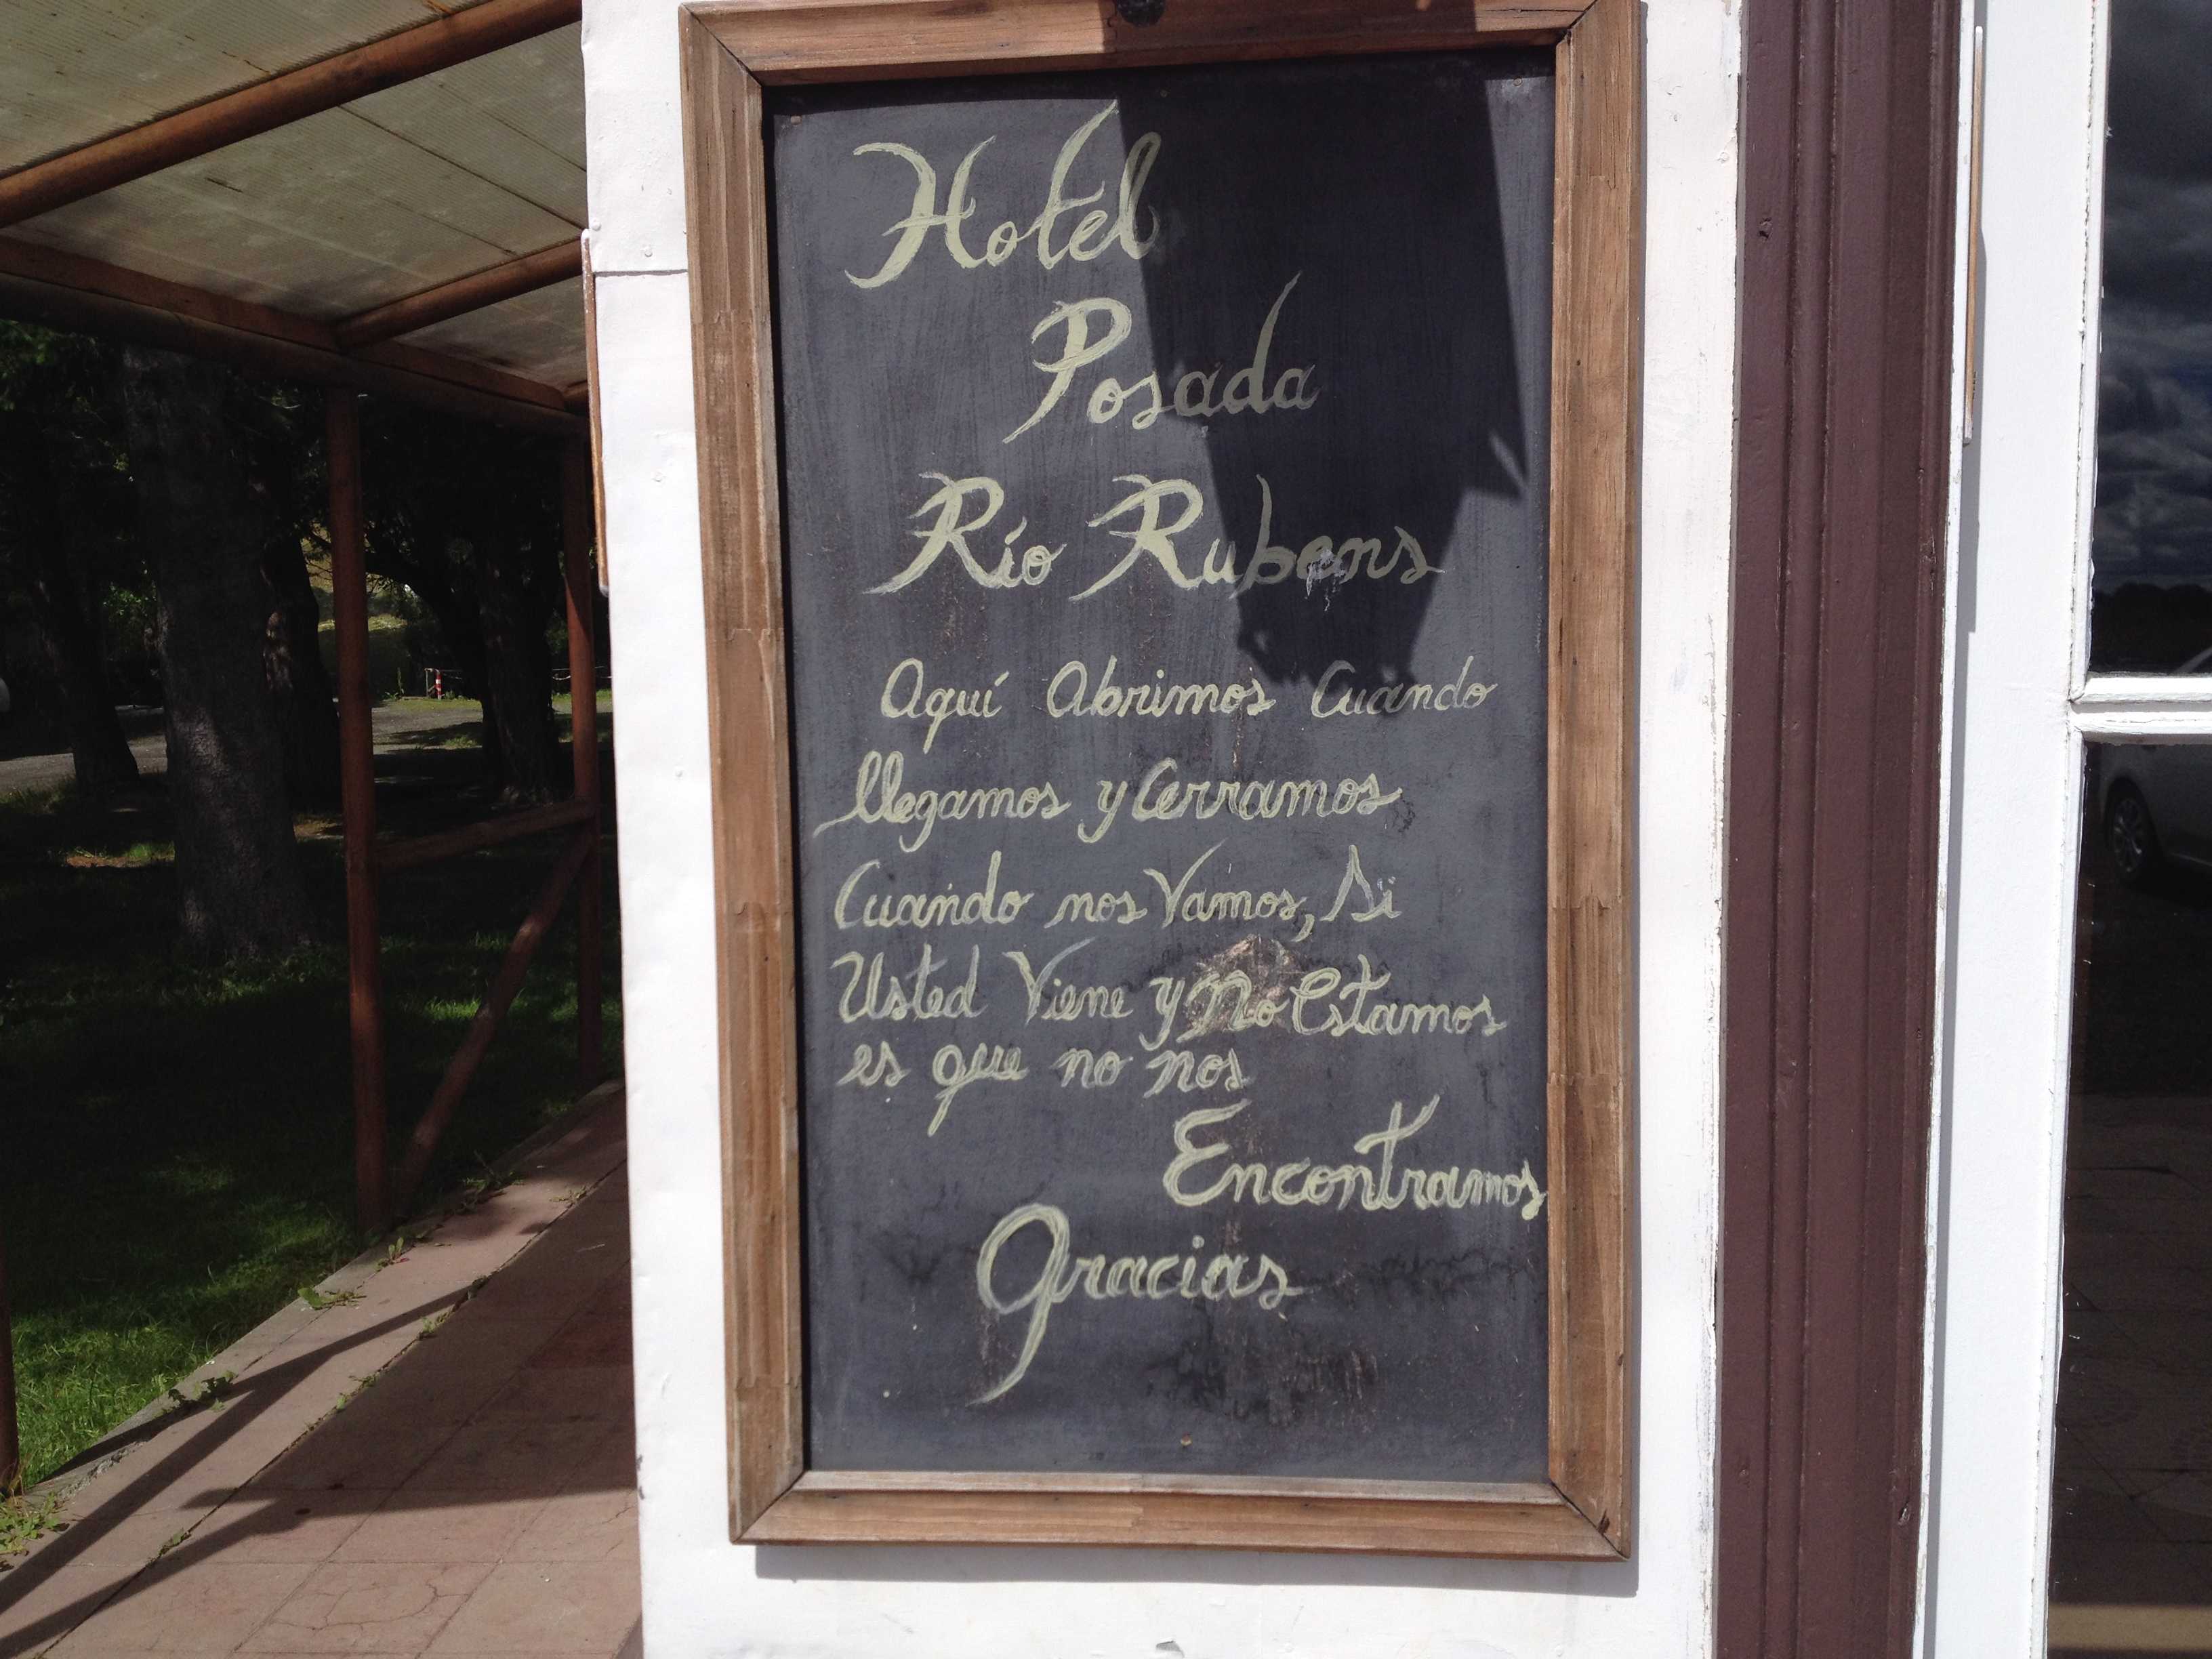 Hotel
Posada
Río Rubens
Aquí Abrimos Cuando
llegamos y Cerramos
Cuando nos Vamos, Si
Usted Viene y No Estamos
es que no nos
Encontramos
Gracias